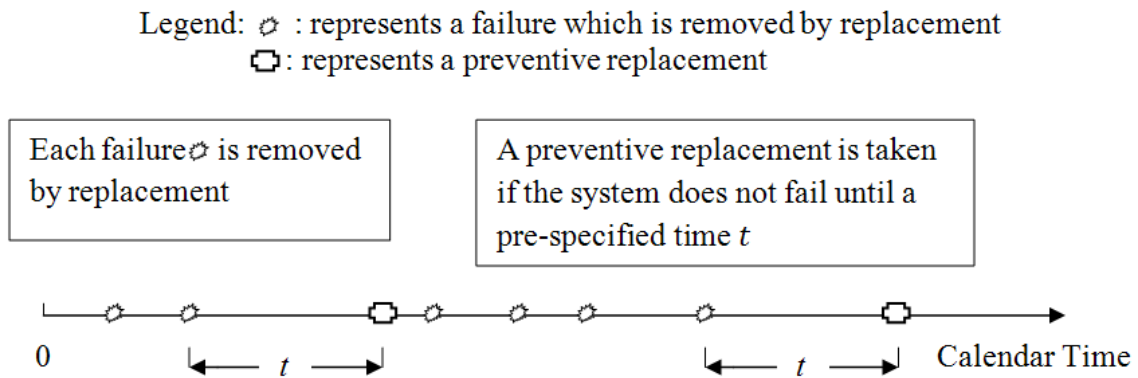 Legend: : represents a failure which is removed by replacement
: represents a preventive replacement
Each failure is removed
by replacement
A preventive replacement is taken
if the system does not fail until a
pre-specified time t
0
t
t
Calendar Time